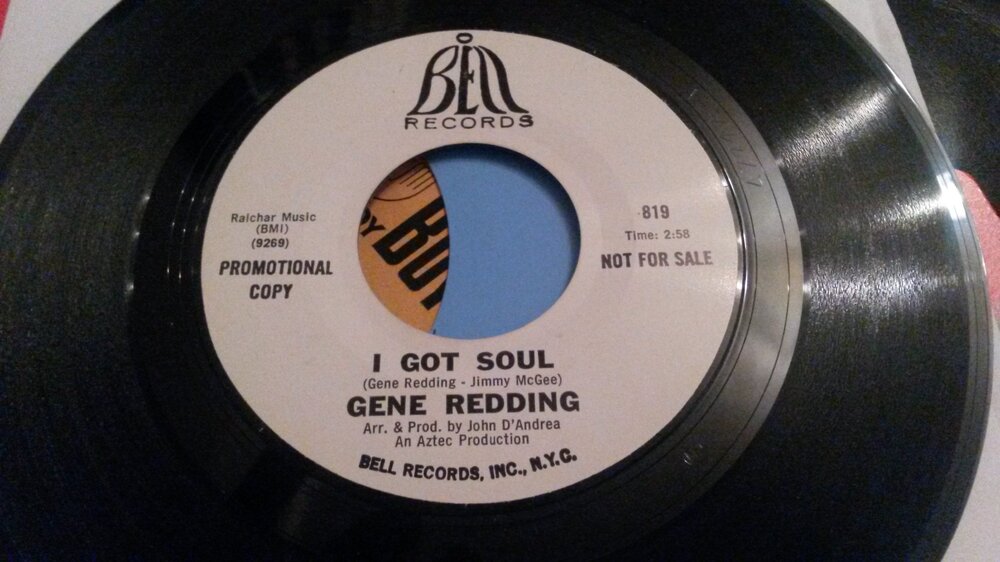 BELL
RECORDS
Ralchar Music
(BMI)
(9269)
PROMOTIONAL
COPY
819
Time: 2:58
NOT FOR SALE
I GOT SOUL
(Gene Redding - Jimmy McGee)
GENE REDDING
Arr. & Prod. by John D'Andrea
An Aztec Production
BELL RECORDS, INC., N.Y.C.